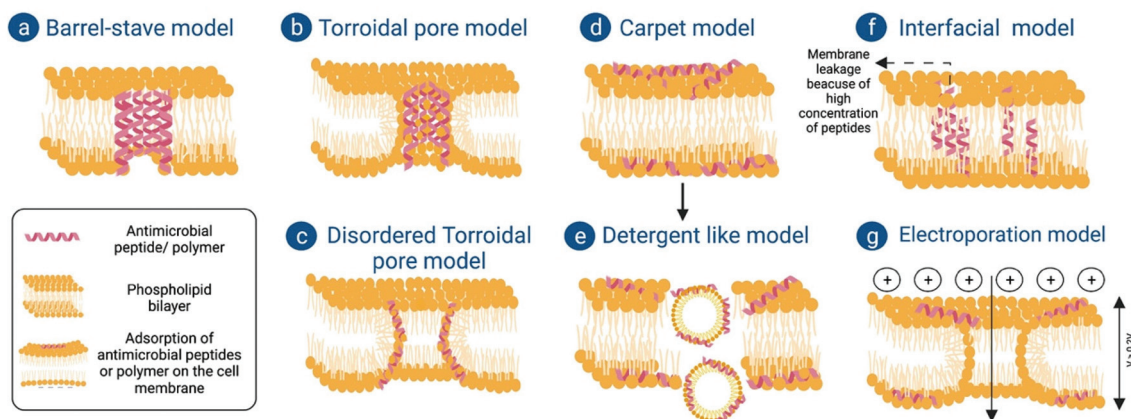 a Barrel-stave model
b Torroidal pore model
d Carpet model
f Interfacial model
Membrane
leakage
beacuse of
high
concentration
of peptides
Antimicrobial
peptide/ polymer
Phospholipid
bilayer
Adsorption of
antimicrobial peptides
or polymer on the cell
membrane
c Disordered Torroidal
pore model
e Detergent like model
g Electroporation model
+ + + + + +